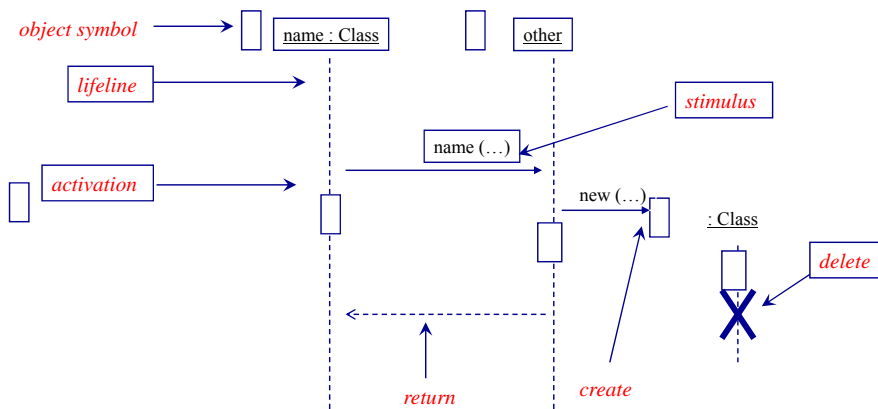 object symbol
name : Class
other
lifeline
stimulus
name (…)
activation
new (…)
: Class
delete
return
create